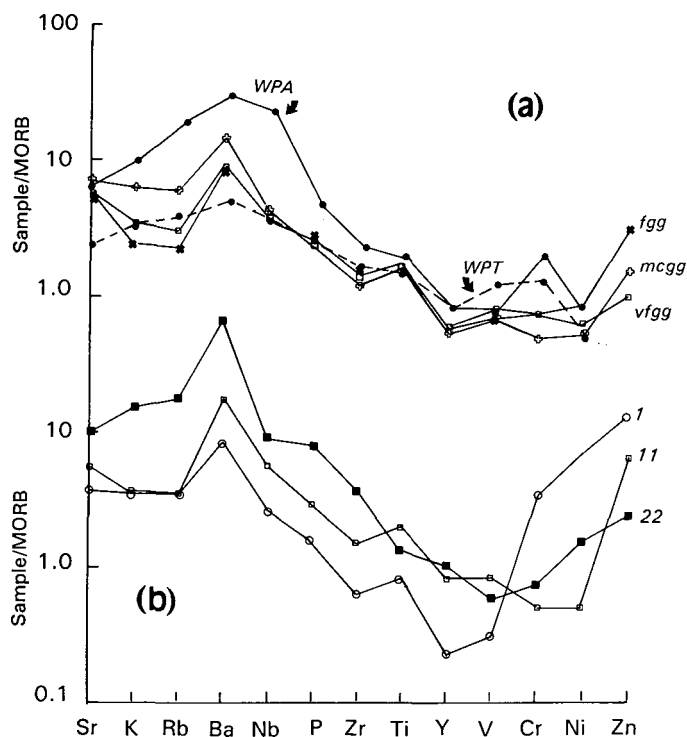 100
WPA
(a)
10
Sample/MORB
fgg
mcgg
WPT
1.0
vfgg
10
1
11
22
Sample/MORB
1.0
(b)
0.1
Sr K Rb Ba Nb P Zr Ti Y V Cr Ni Zn